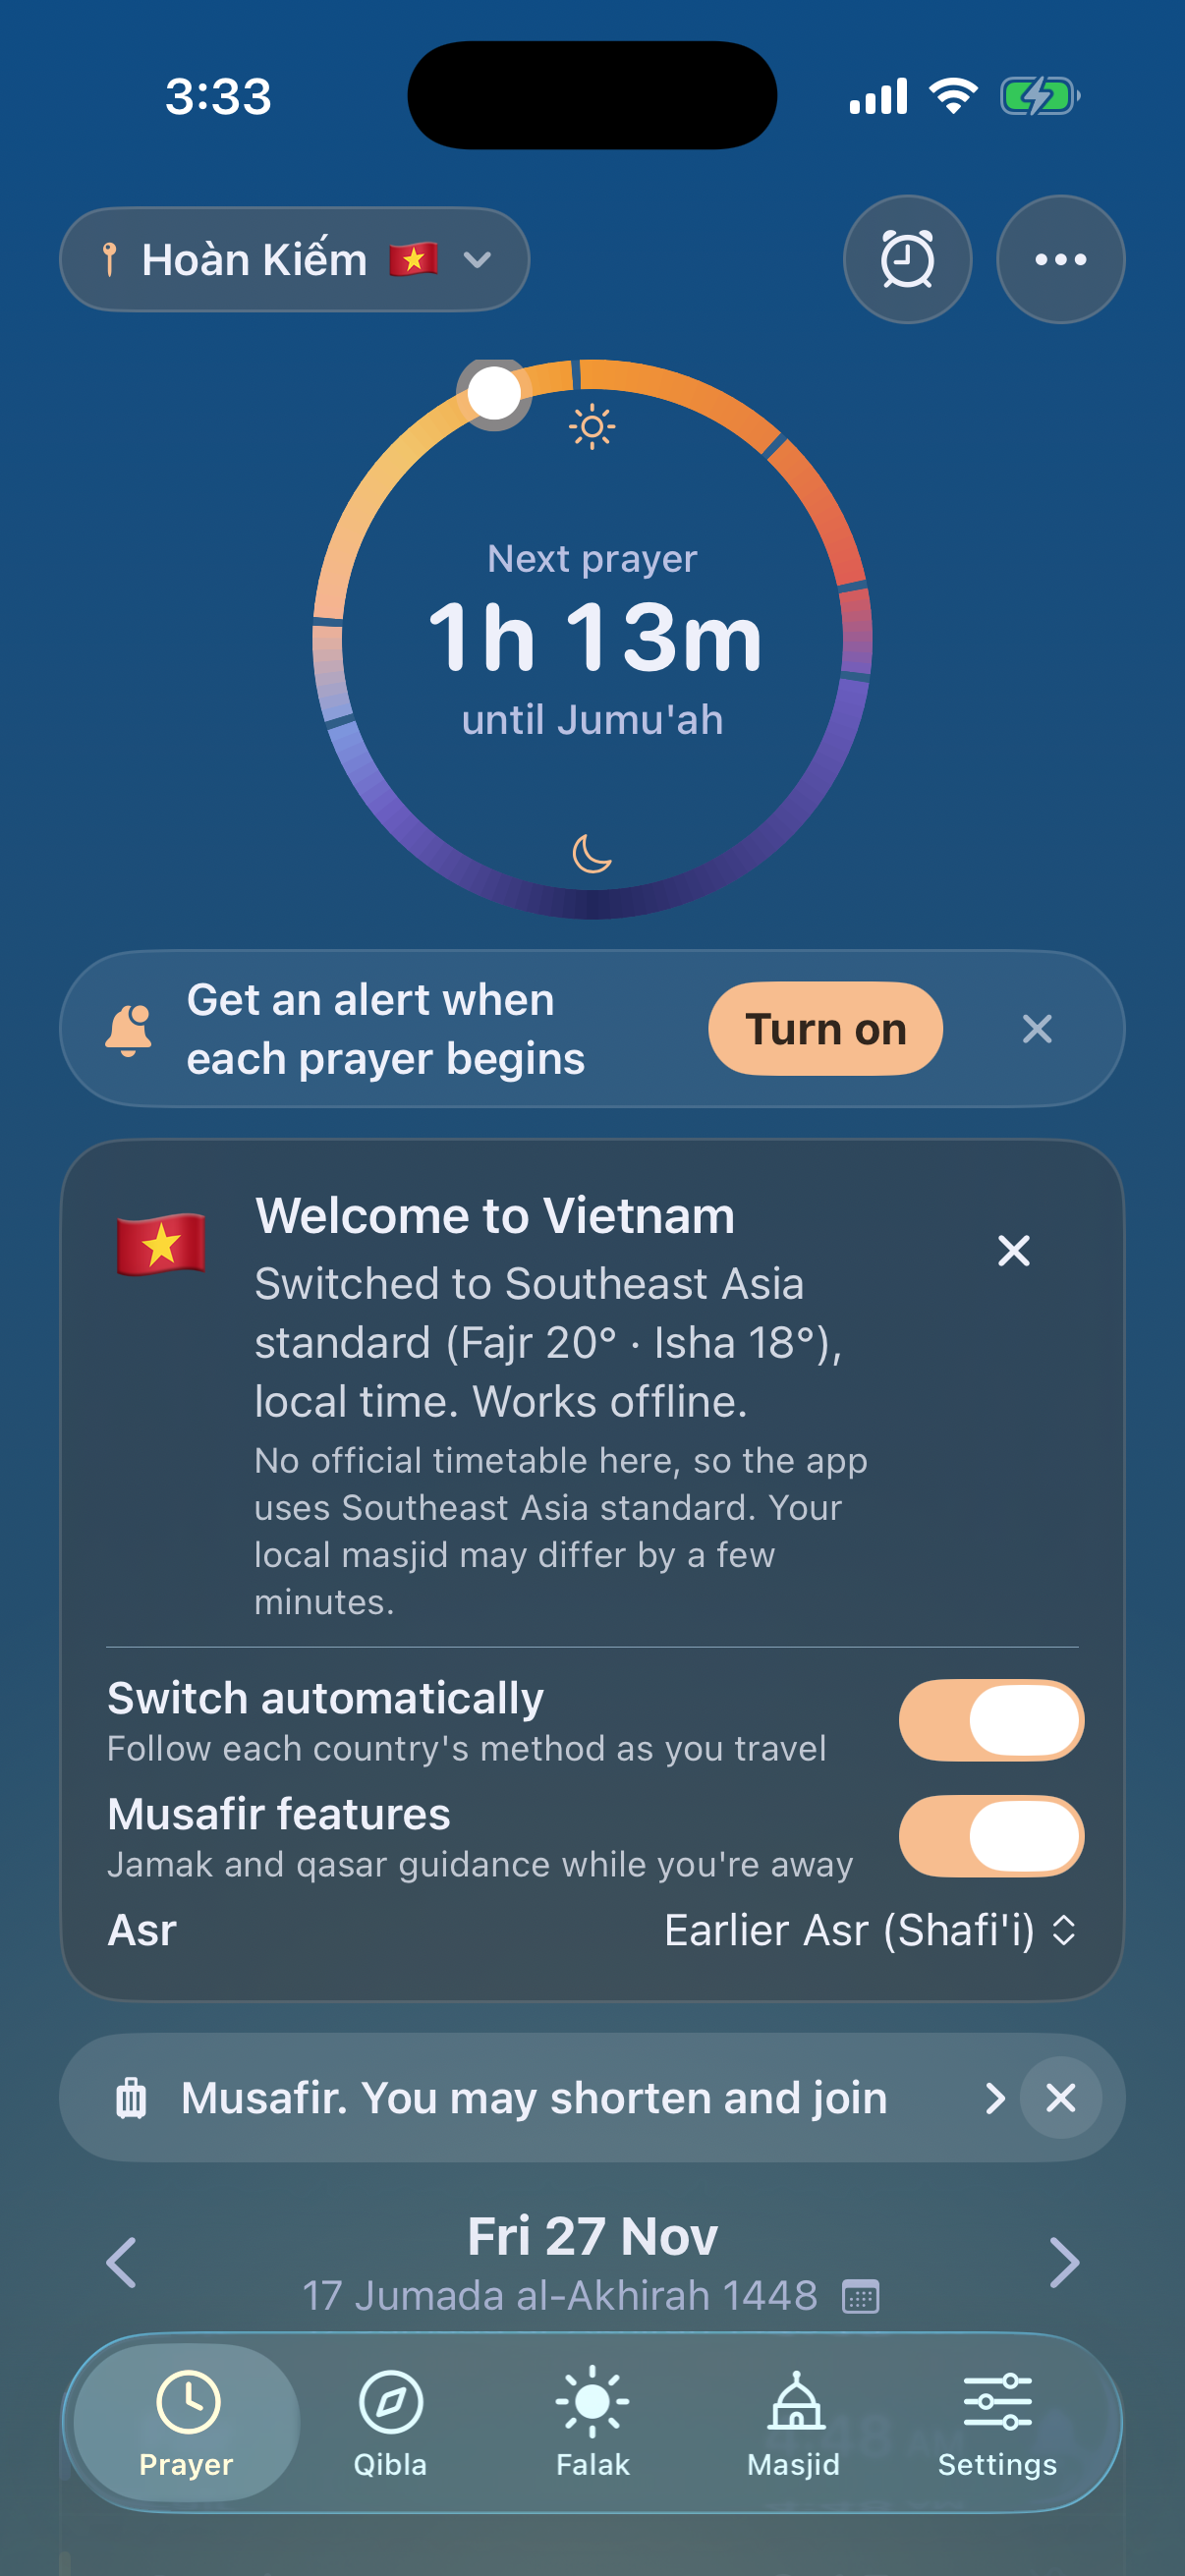 3:33
Hoàn Kiếm
Next prayer
1h 13m
until Jumu'ah
Get an alert when
each prayer begins
Turn on
Welcome to Vietnam
Switched to Southeast Asia
standard (Fajr 20° · Isha 18°),
local time. Works offline.
No official timetable here, so the app
uses Southeast Asia standard. Your
local masjid may differ by a few
minutes.
Switch automatically
Follow each country's method as you travel
Musafir features
Jamak and qasar guidance while you're away
Asr
Earlier Asr (Shafi'i)
Musafir. You may shorten and join
Fri 27 Nov
17 Jumada al-Akhirah 1448
Prayer
Qibla
Falak
Masjid
Settings